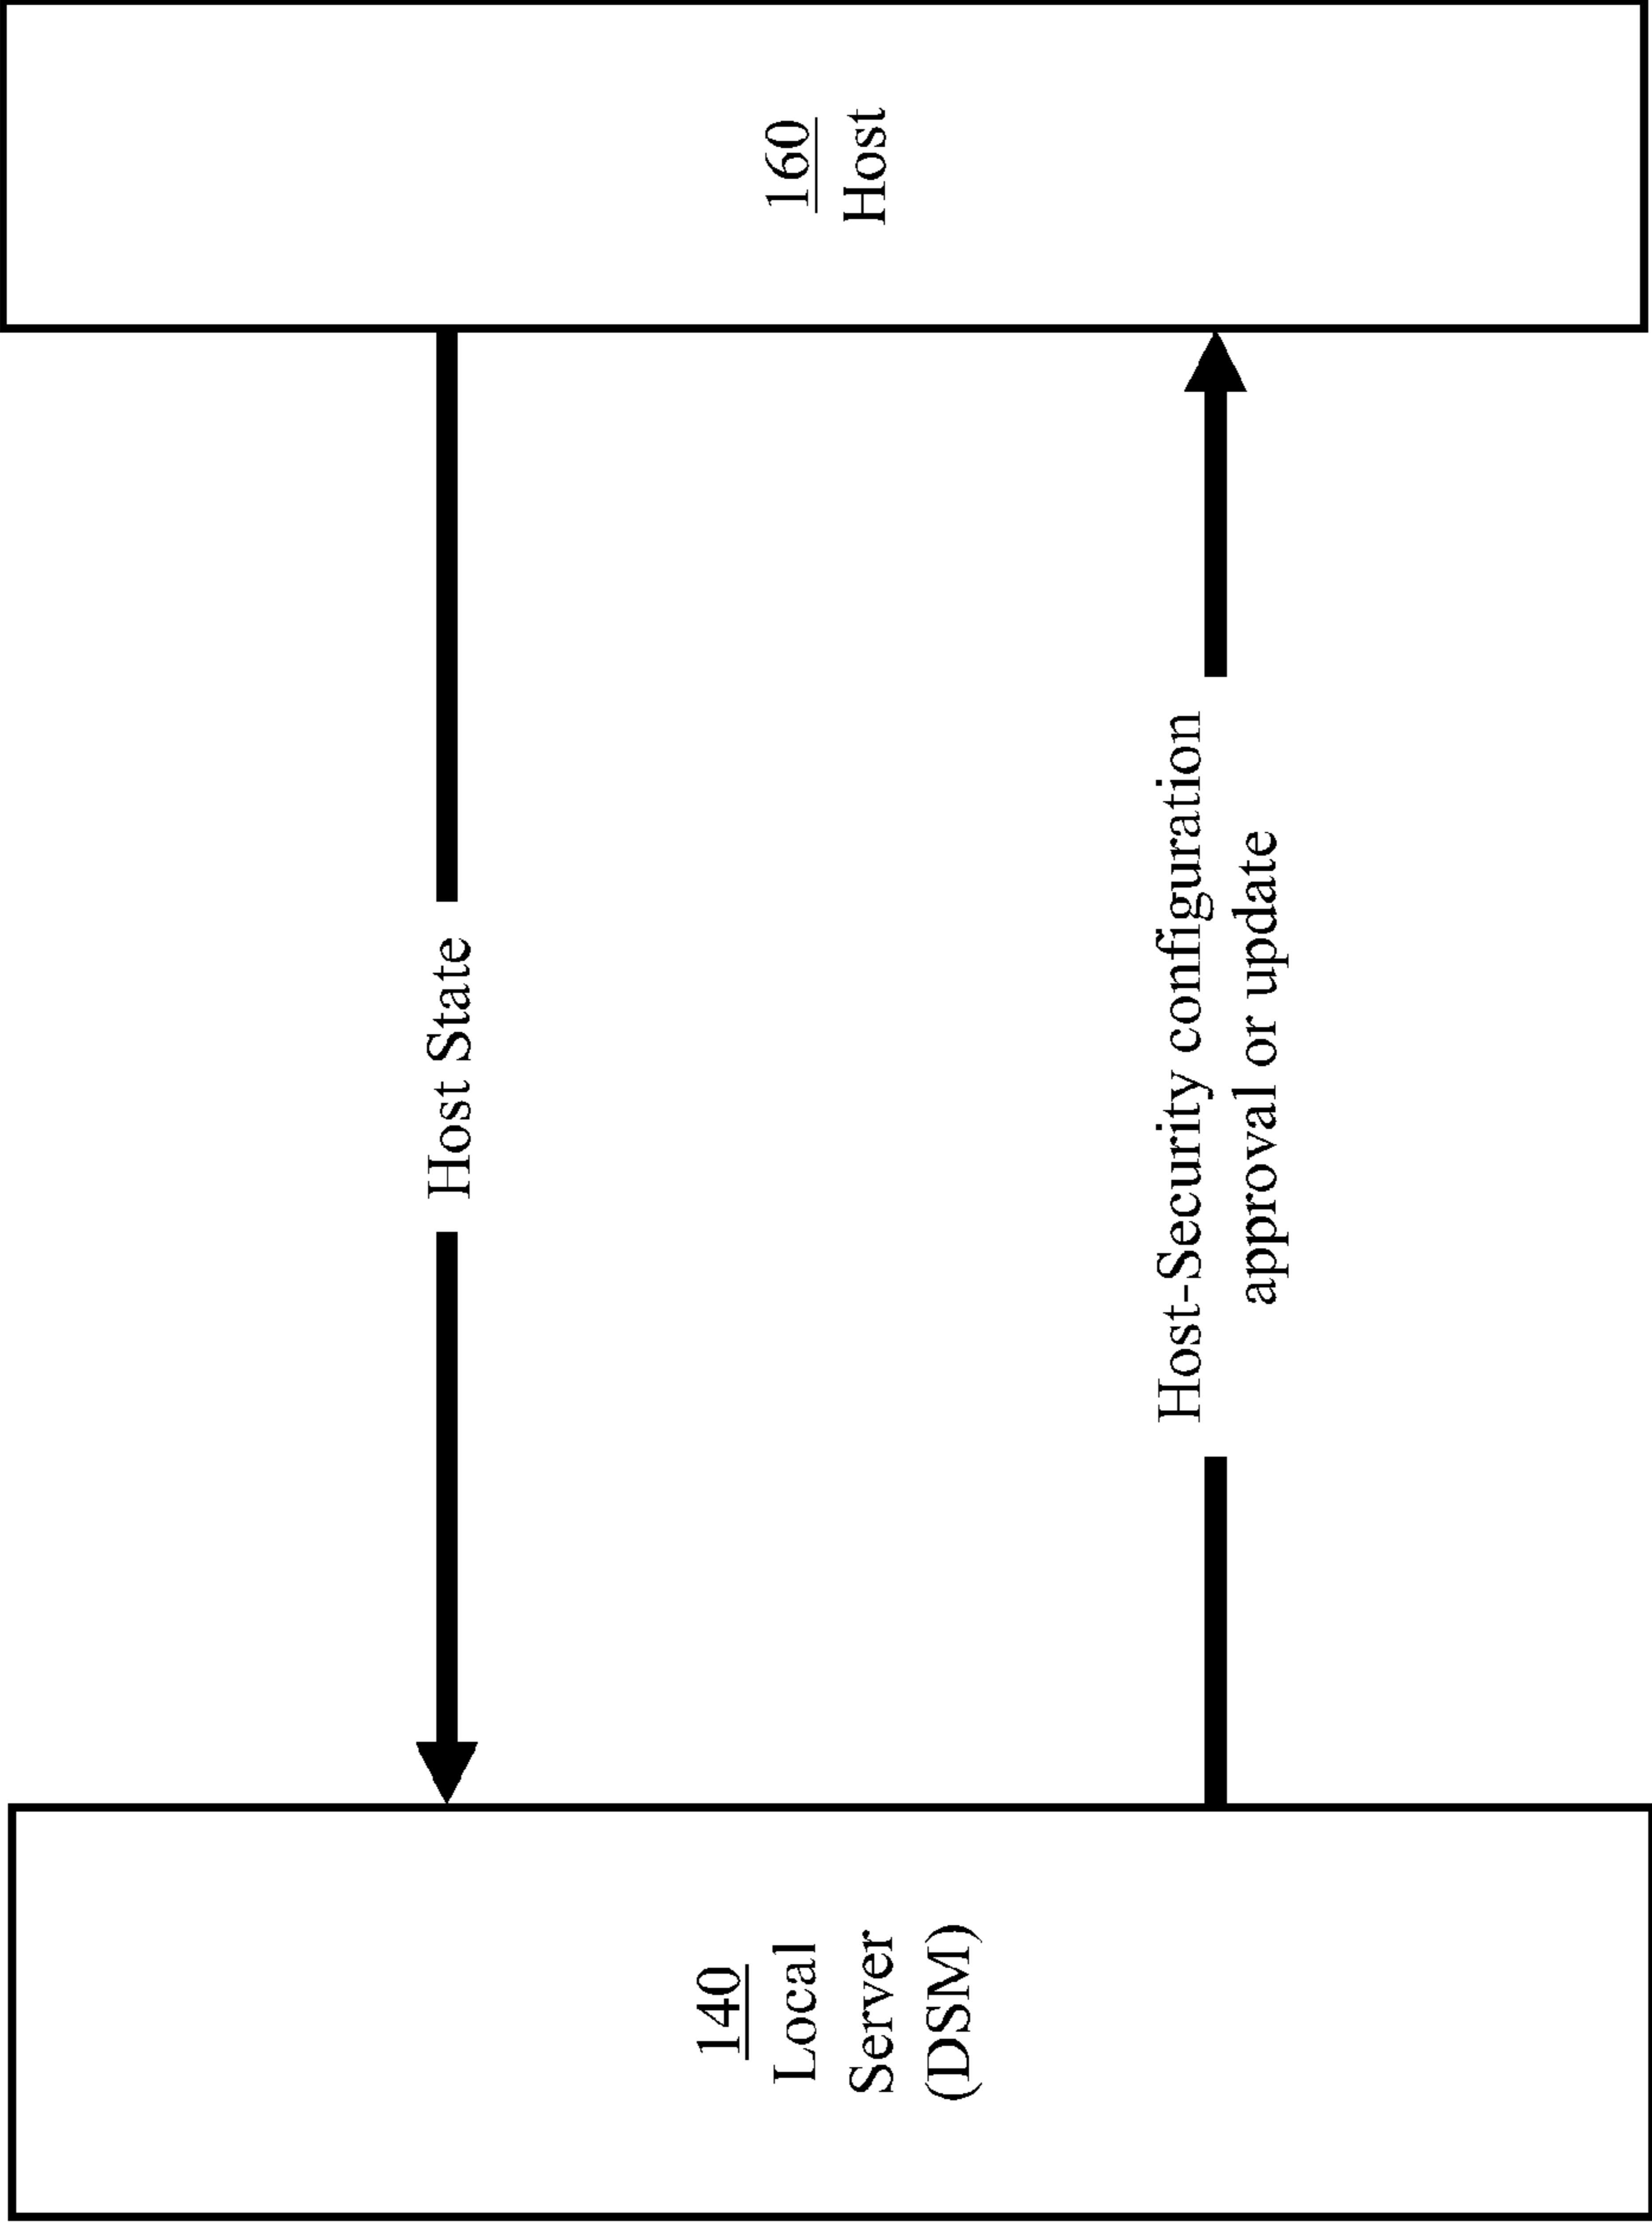 140
Local
Server
(DSM)
Host State
Host-Security configuration
approval or update
160
Host